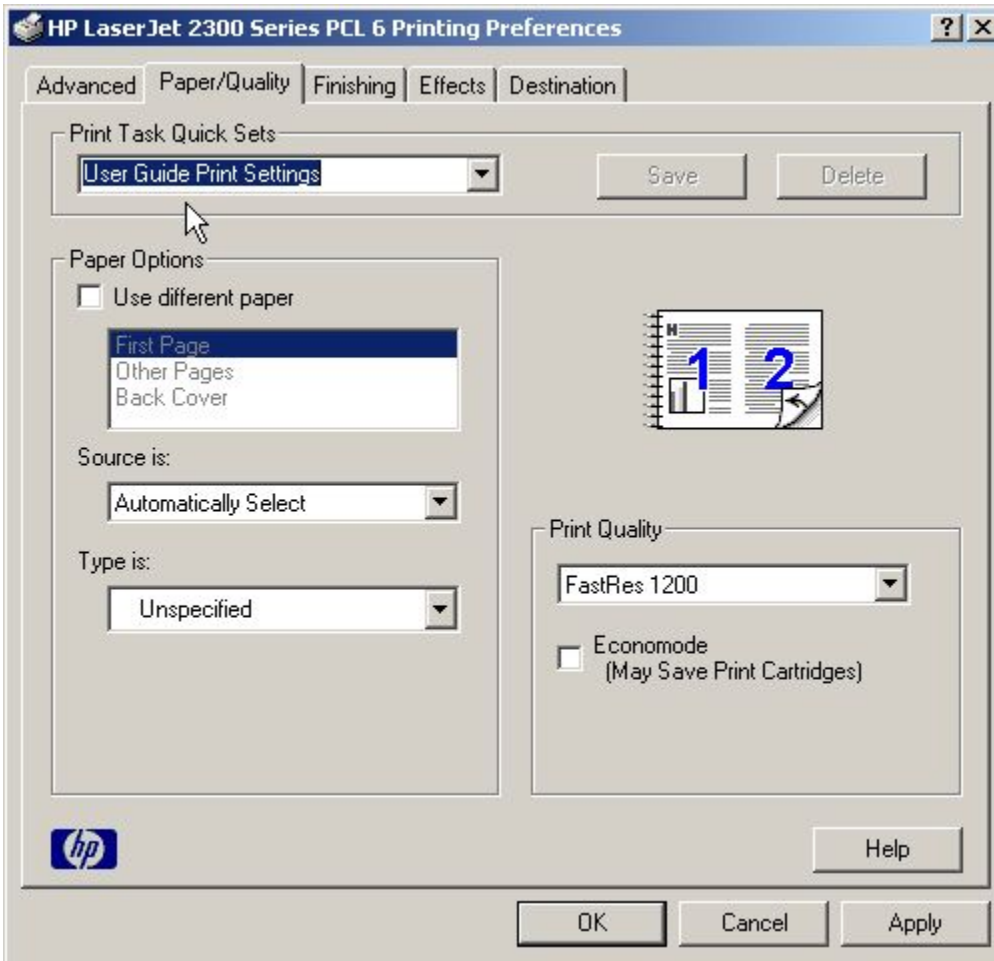 HP LaserJet 2300 Series PCL 6 Printing Preferences
Advanced Paper/Quality Finishing Effects Destination
Print Task Quick Sets
User Guide Print Settings Save Delete
Paper Options
Use different paper
First Page
Other Pages
Back Cover
H
1 2
Source is:
Automatically Select
Print Quality
Type is:
FastRes 1200
Unspecified
Economode
(May Save Print Cartridges)
hp Help
OK Cancel Apply